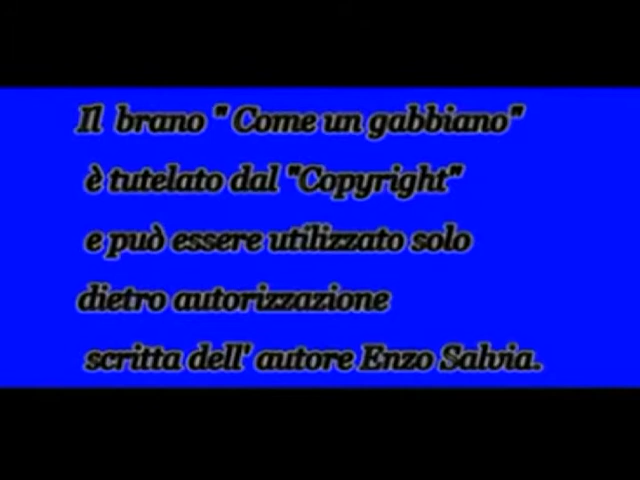 Il brano " Come un gabbiano"
è tutelato dal "Copyright"
e può essere utilizzato solo
dietro autorizzazione
scritta dell' autore Enzo Salvia.